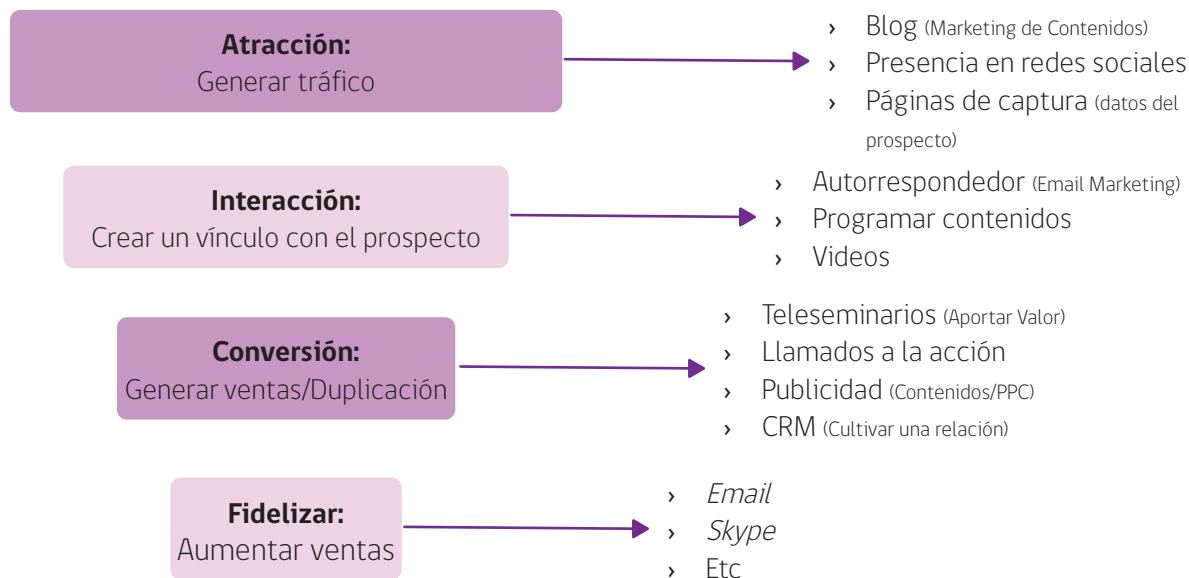 Atracción:
Generar tráfico
› Blog (Marketing de Contenidos)
› Presencia en redes sociales
› Páginas de captura (datos del
prospecto)
Interacción:
Crear un vínculo con el prospecto
› Autorrespondedor (Email Marketing)
› Programar contenidos
› Videos
Conversión:
Generar ventas/Duplicación
› Teleseminarios (Aportar Valor)
› Llamados a la acción
› Publicidad (Contenidos/PPC)
› CRM (Cultivar una relación)
Fidelizar:
Aumentar ventas
› Email
› Skype
› Etc